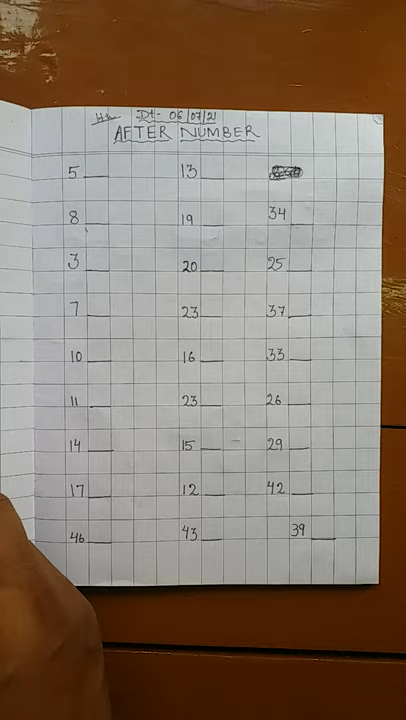 Dt- 06/07/21
AFTER NUMBER
5 __ 13 __
8 __ 19 __ 34 __
3 __ 20 __ 25 __
7 __ 23 __ 37 __
10 __ 16 __ 33 __
11 __ 23 __ 26 __
14 __ 15 __ 29 __
17 __ 12 __ 42 __
46 __ 43 __ 39 __